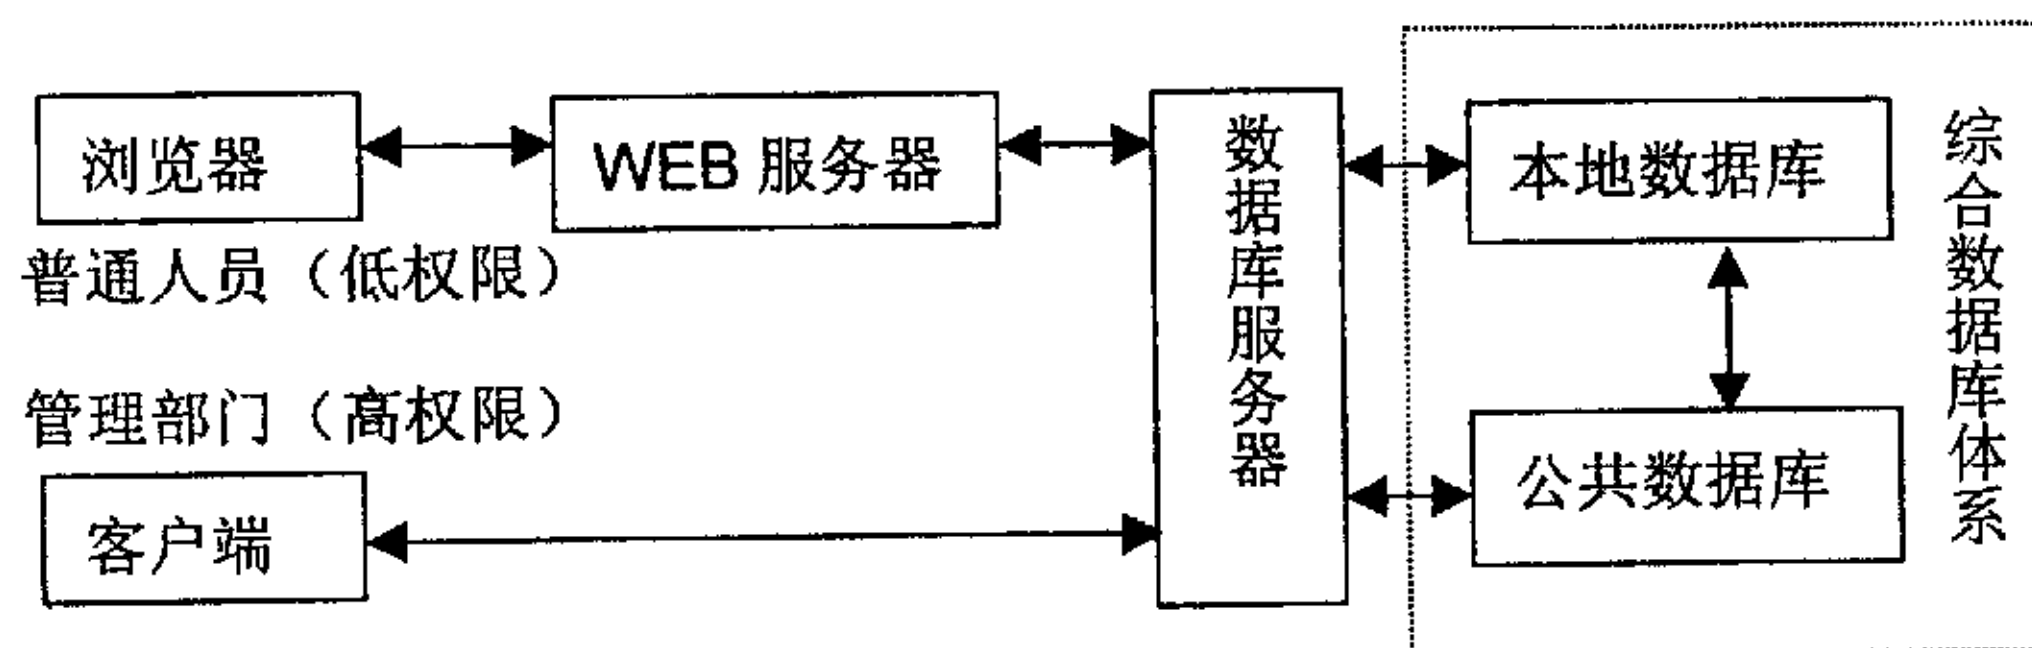 浏览器
WEB 服务器
数据库服务器
本地数据库
综合数据库体系
普通人员（低权限）
管理部门（高权限）
客户端
公共数据库